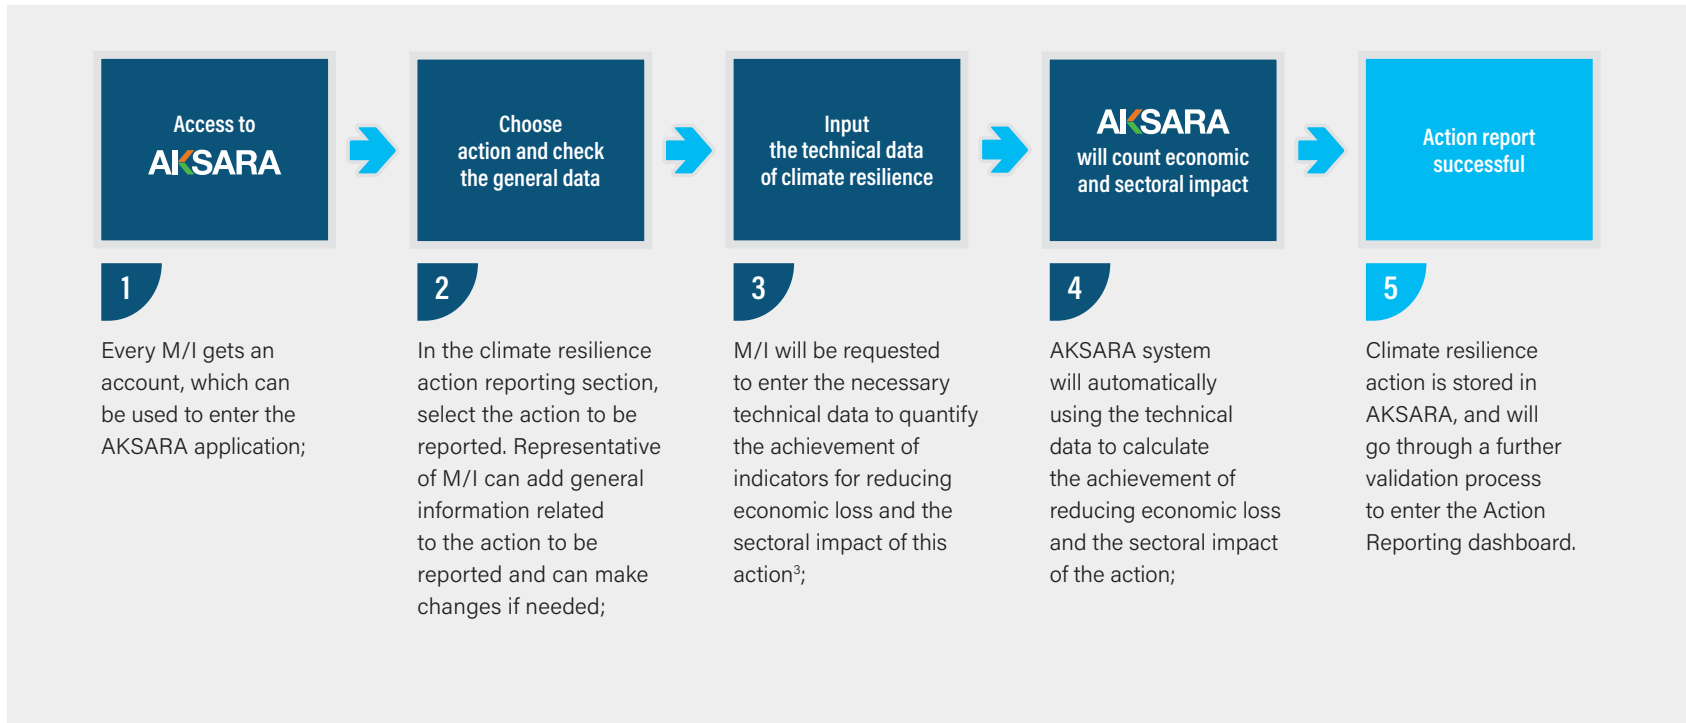 Access to
AKSARA
Choose
action and check
the general data
Input
the technical data
of climate resilience
AKSARA
will count economic
and sectoral impact
Action report
successful
1
Every M/I gets an
account, which can
be used to enter the
AKSARA application;
2
In the climate resilience
action reporting section,
select the action to be
reported. Representative
of M/I can add general
information related
to the action to be
reported and can make
changes if needed;
3
M/I will be requested
to enter the necessary
technical data to quantify
the achievement of
indicators for reducing
economic loss and the
sectoral impact of this
action³;
4
AKSARA system
will automatically
using the technical
data to calculate
the achievement of
reducing economic loss
and the sectoral impact
of the action;
5
Climate resilience
action is stored in
AKSARA, and will
go through a further
validation process
to enter the Action
Reporting dashboard.